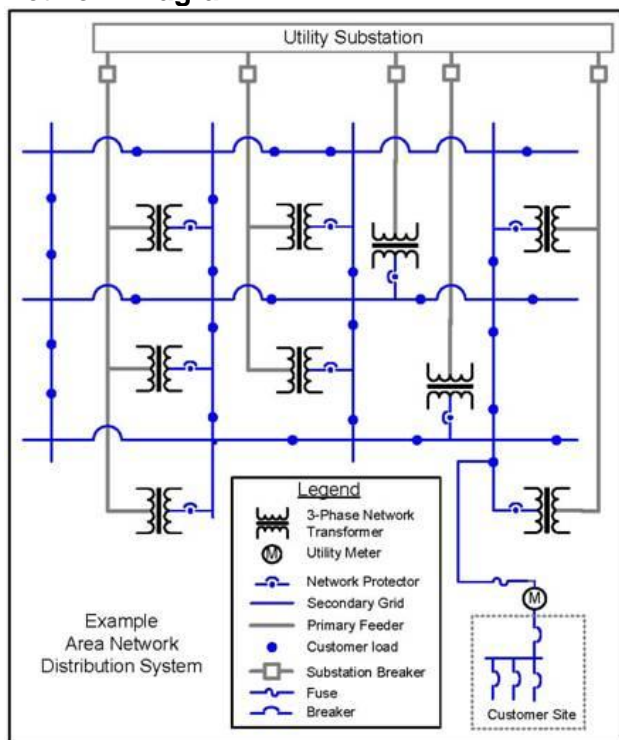 Utility Substation
Legend
3-Phase Network
Transformer
M
Utility Meter
Network Protector
Secondary Grid
Primary Feeder
Customer load
Substation Breaker
Fuse
Breaker
Example
Area Network
Distribution System
M
Customer Site